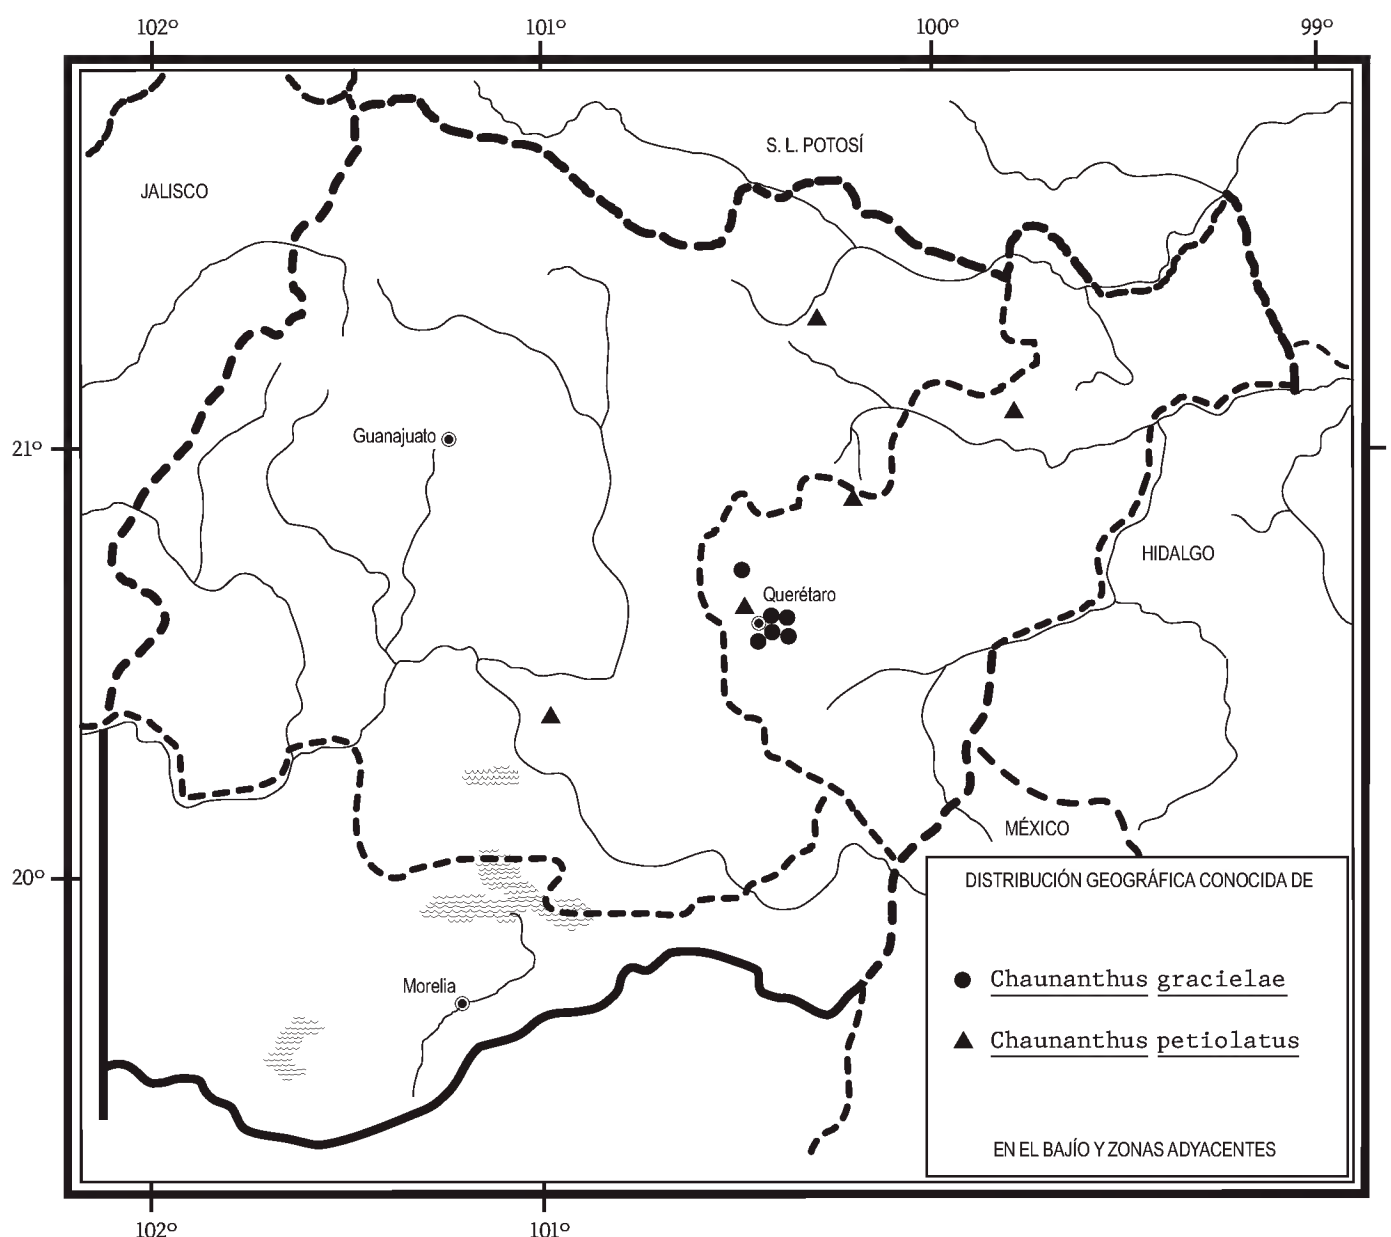 102º 101º 100º 99º
S. L. POTOSÍ
JALISCO
Guanajuato
21º
HIDALGO
Querétaro
MÉXICO
20º
DISTRIBUCIÓN GEOGRÁFICA CONOCIDA DE
Chaunanthus gracielae
Morelia
Chaunanthus petiolatus
EN EL BAJÍO Y ZONAS ADYACENTES
102º 101º